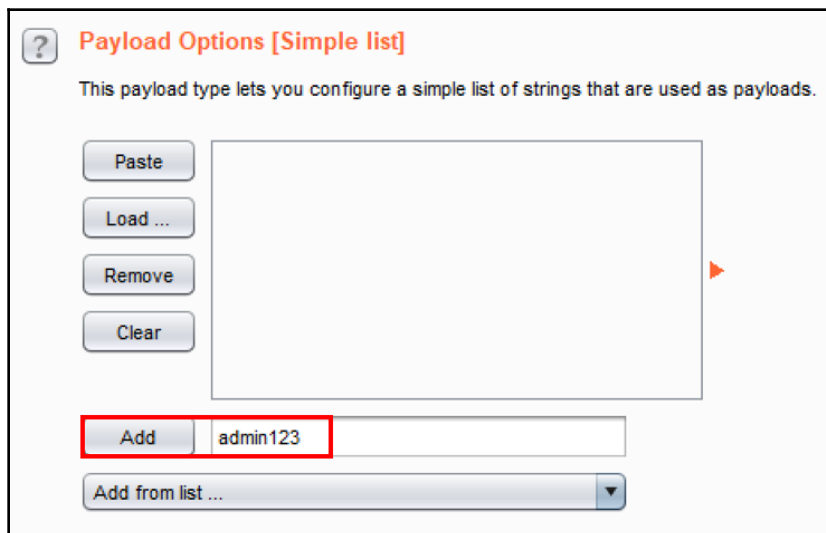 ?
Payload Options [Simple list]
This payload type lets you configure a simple list of strings that are used as payloads.
Paste
Load ...
Remove
Clear
Add
admin123
Add from list ...